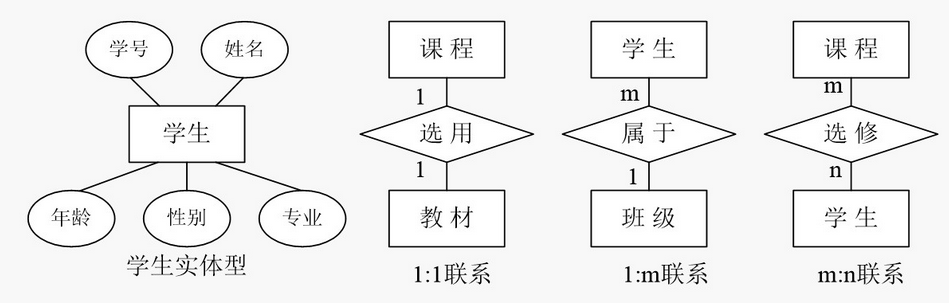 学号
姓名
学生
年龄
性别
专业
学生实体型
课程
1
选用
1
教材
1:1联系
学生
m
属于
1
班级
1:m联系
课程
m
选修
n
学生
m:n联系